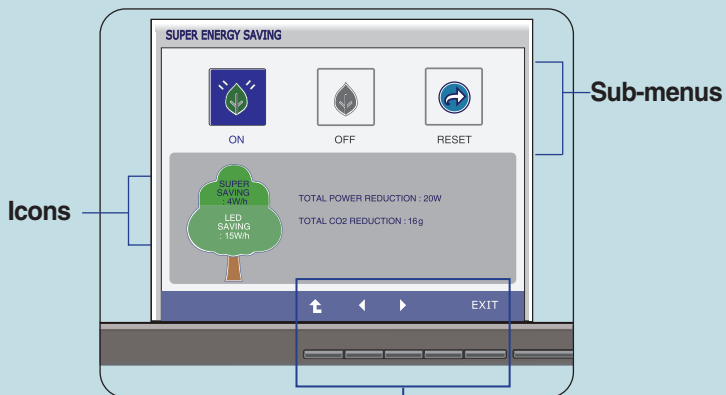 SUPER ENERGY SAVING
Sub-menus
ON
OFF
RESET
Icons
SUPER
SAVING
: 4W/h
LED
SAVING
: 15W/h
TOTAL POWER REDUCTION : 20W
TOTAL CO2 REDUCTION : 16g
EXIT